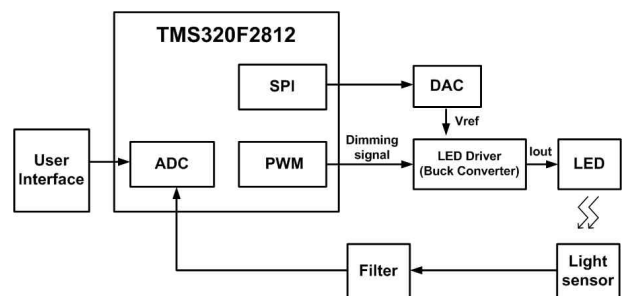 TMS320F2812
SPI
DAC
Vref
User
Interface
ADC
PWM
Dimming
signal
LED Driver
(Buck Converter)
Iout
LED
Filter
Light
sensor